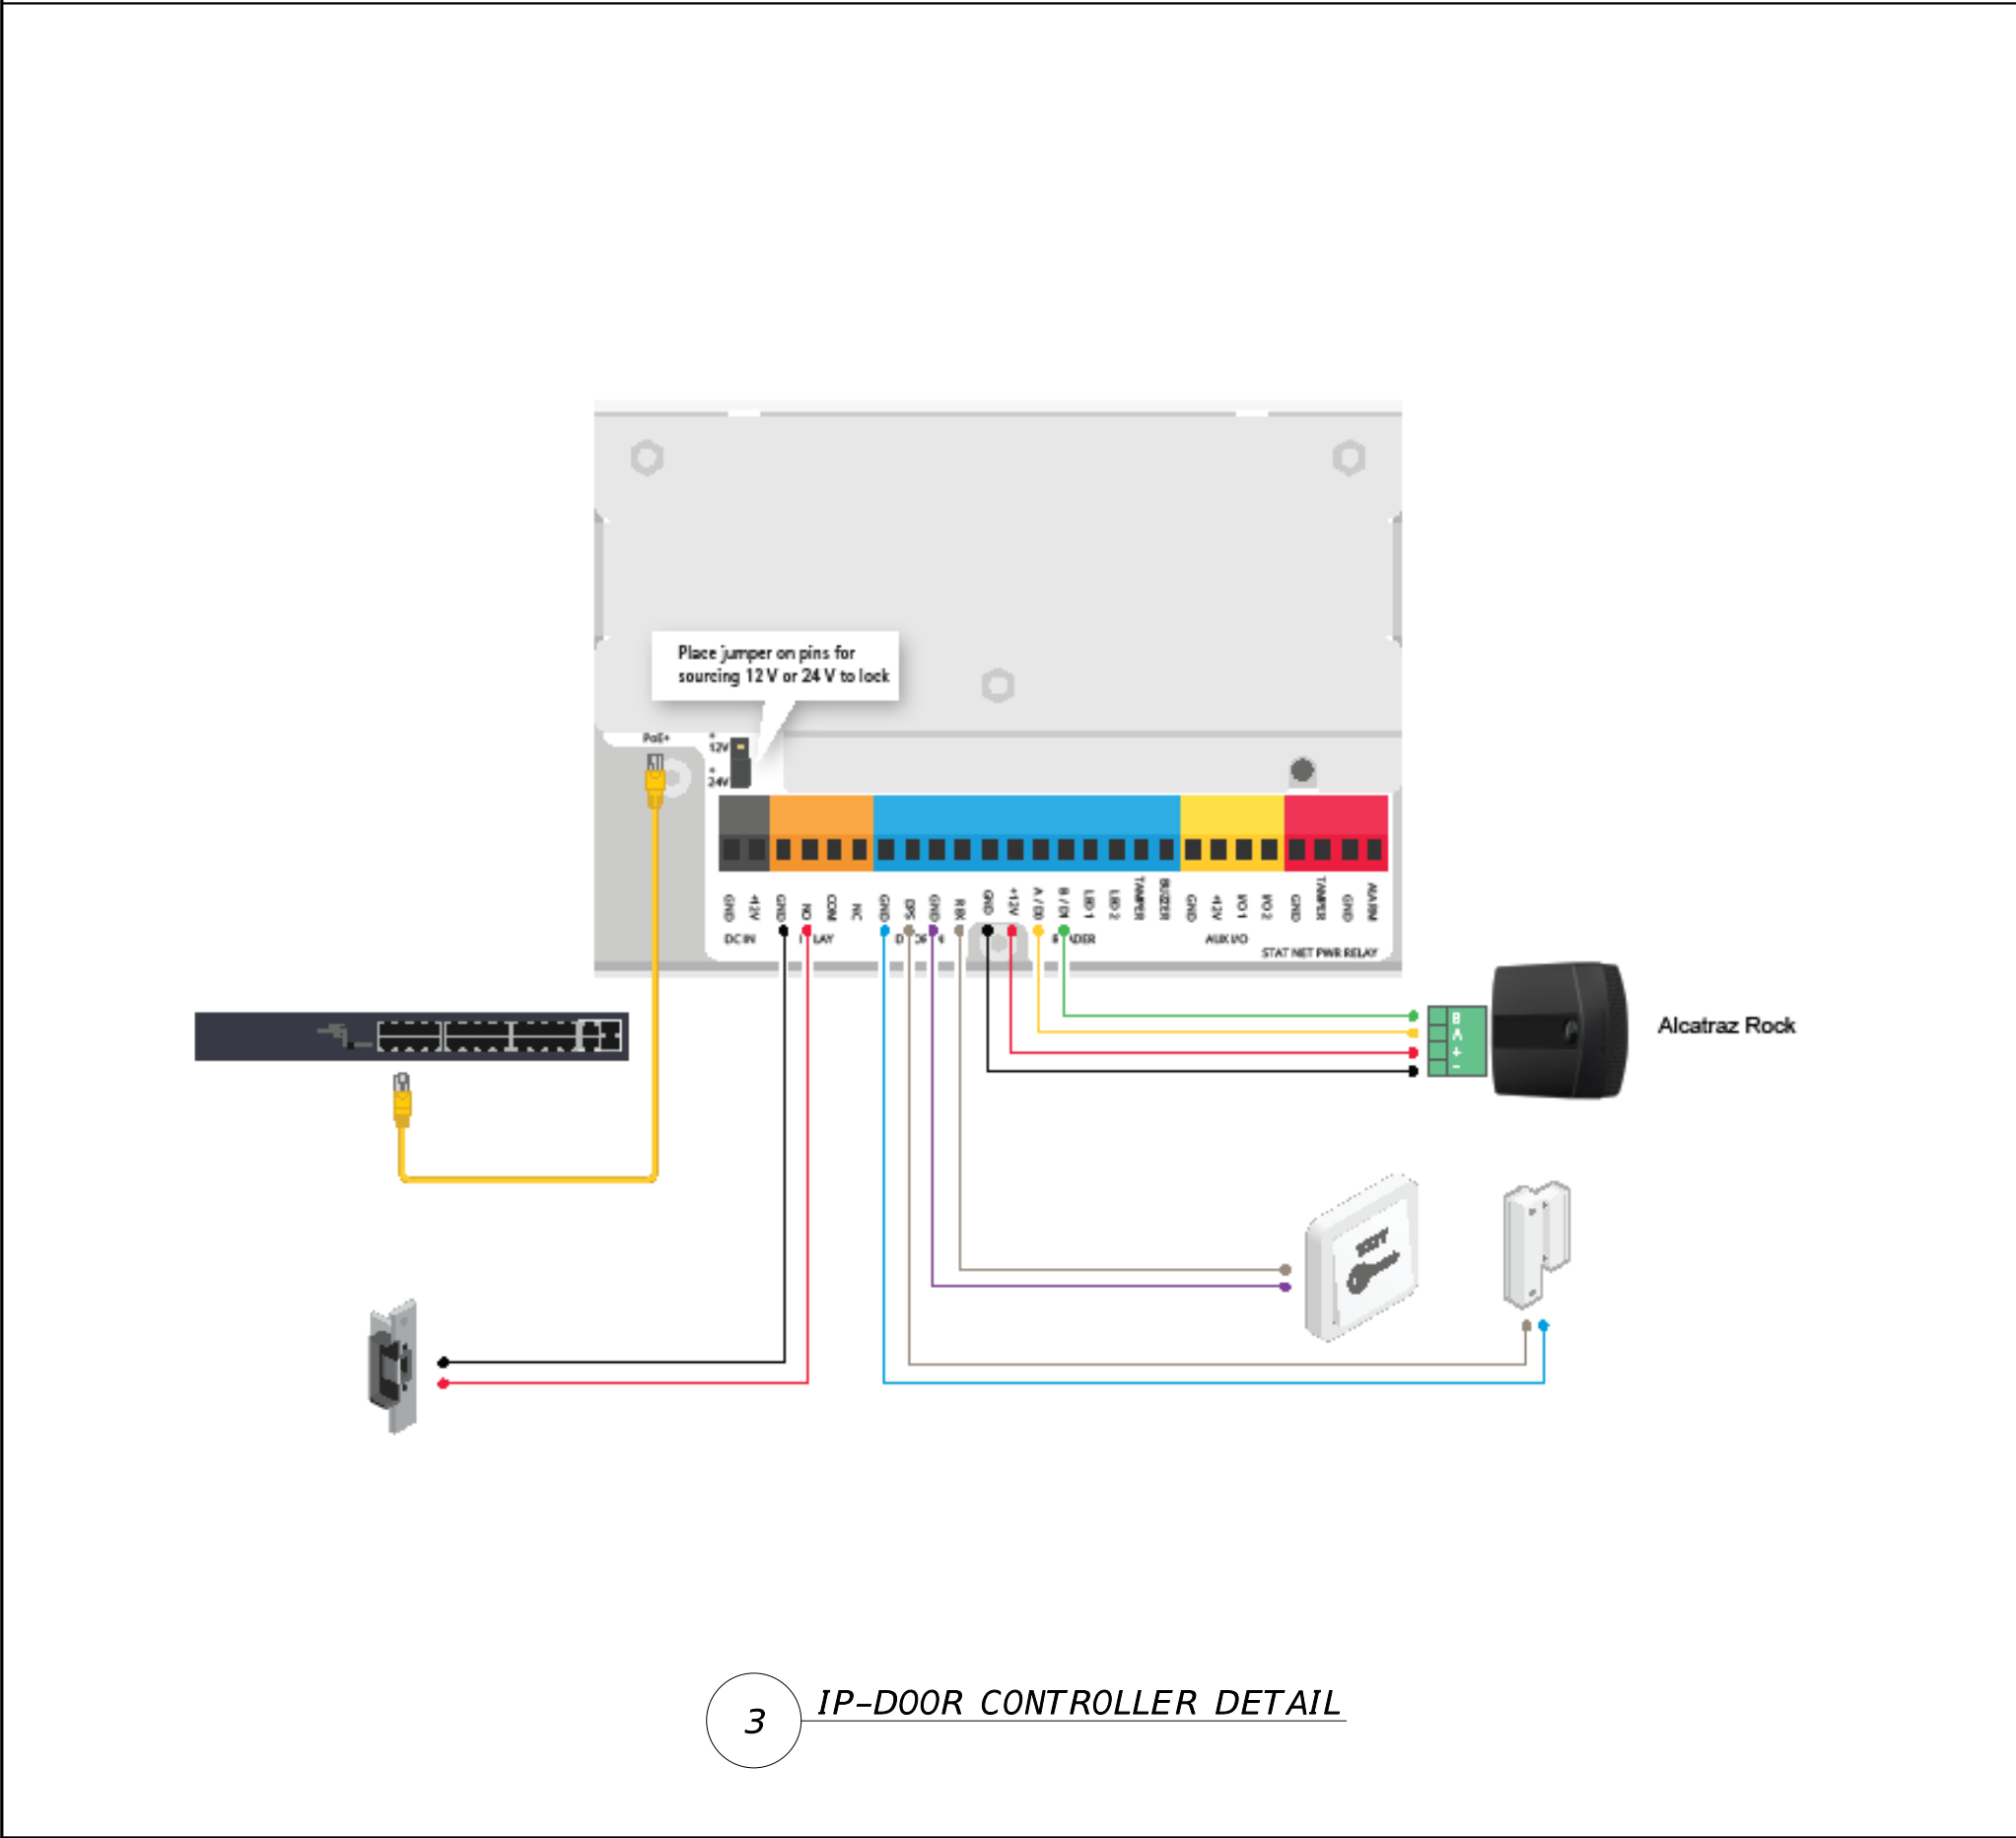 Place jumper on pins for
sourcing 12 V or 24 V to lock
PoE+
+
12V
+
24V
GND +12V GND NO COM NC GND DPS GND REX GND +12V A / D0 B / D1 LED 1 LED 2 TAMPER BUZZER GND +12V I/O 1 I/O 2 GND TAMPER GND ALARM
DC IN AUX I/O
STAT NET PWR RELAY
B
A
+
-
Alcatraz Rock
EXIT
3 IP-DOOR CONTROLLER DETAIL